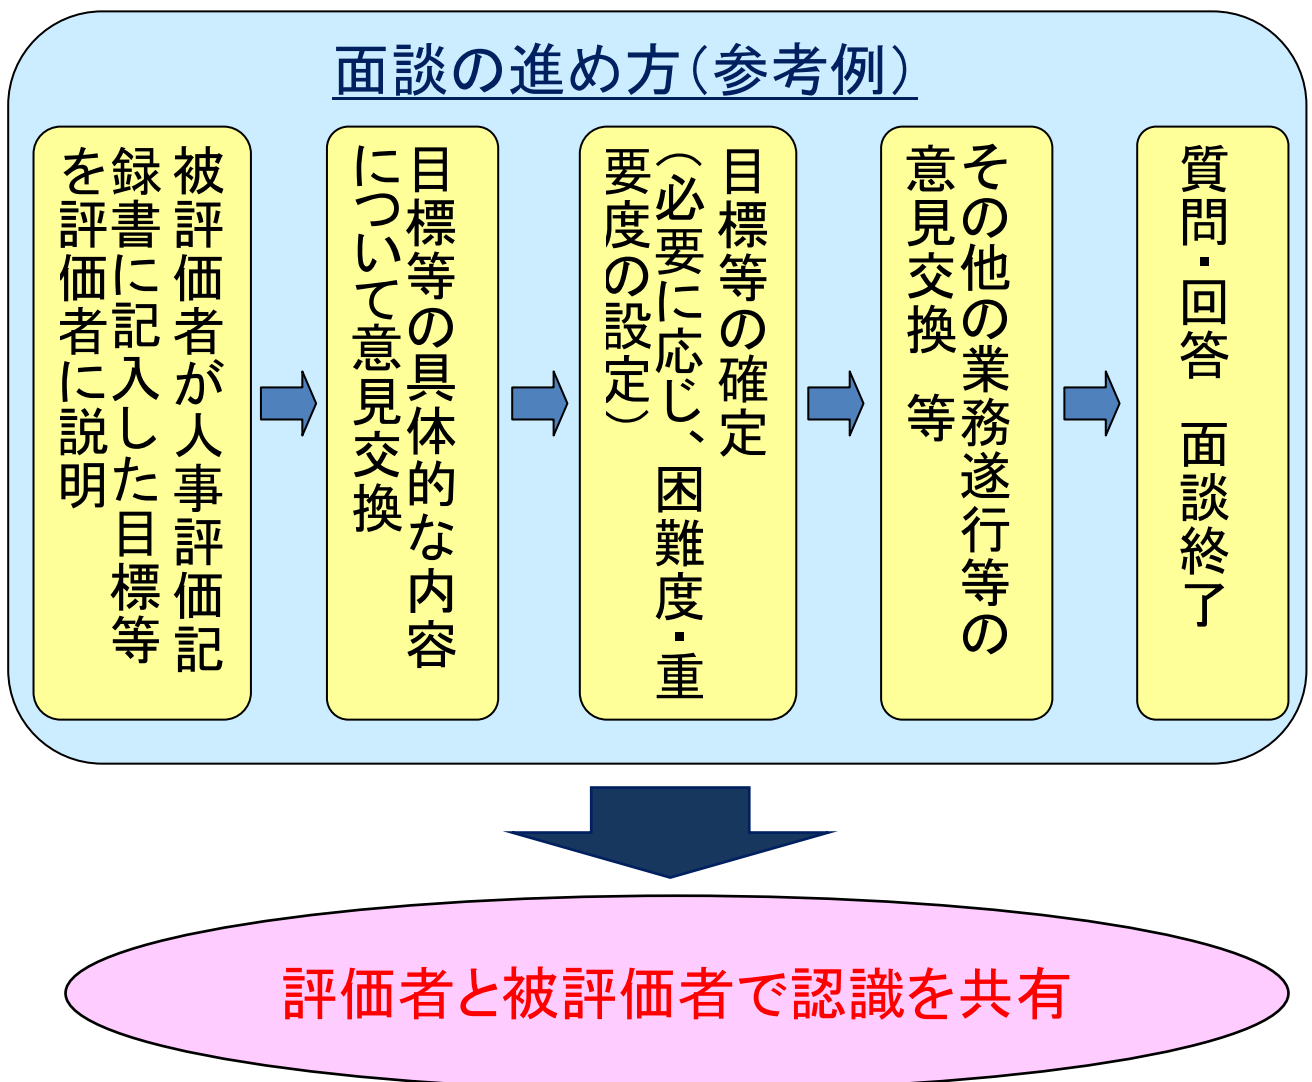 面談の進め方（参考例）
被評価者が人事評価記
録書に記入した目標等
を評価者に説明
目標等の具体的な内容
について意見交換
目標等の確定
（必要に応じ、困難度・重
要度の設定）
その他の業務遂行等の
意見交換　等
質問・回答　面談終了
評価者と被評価者で認識を共有